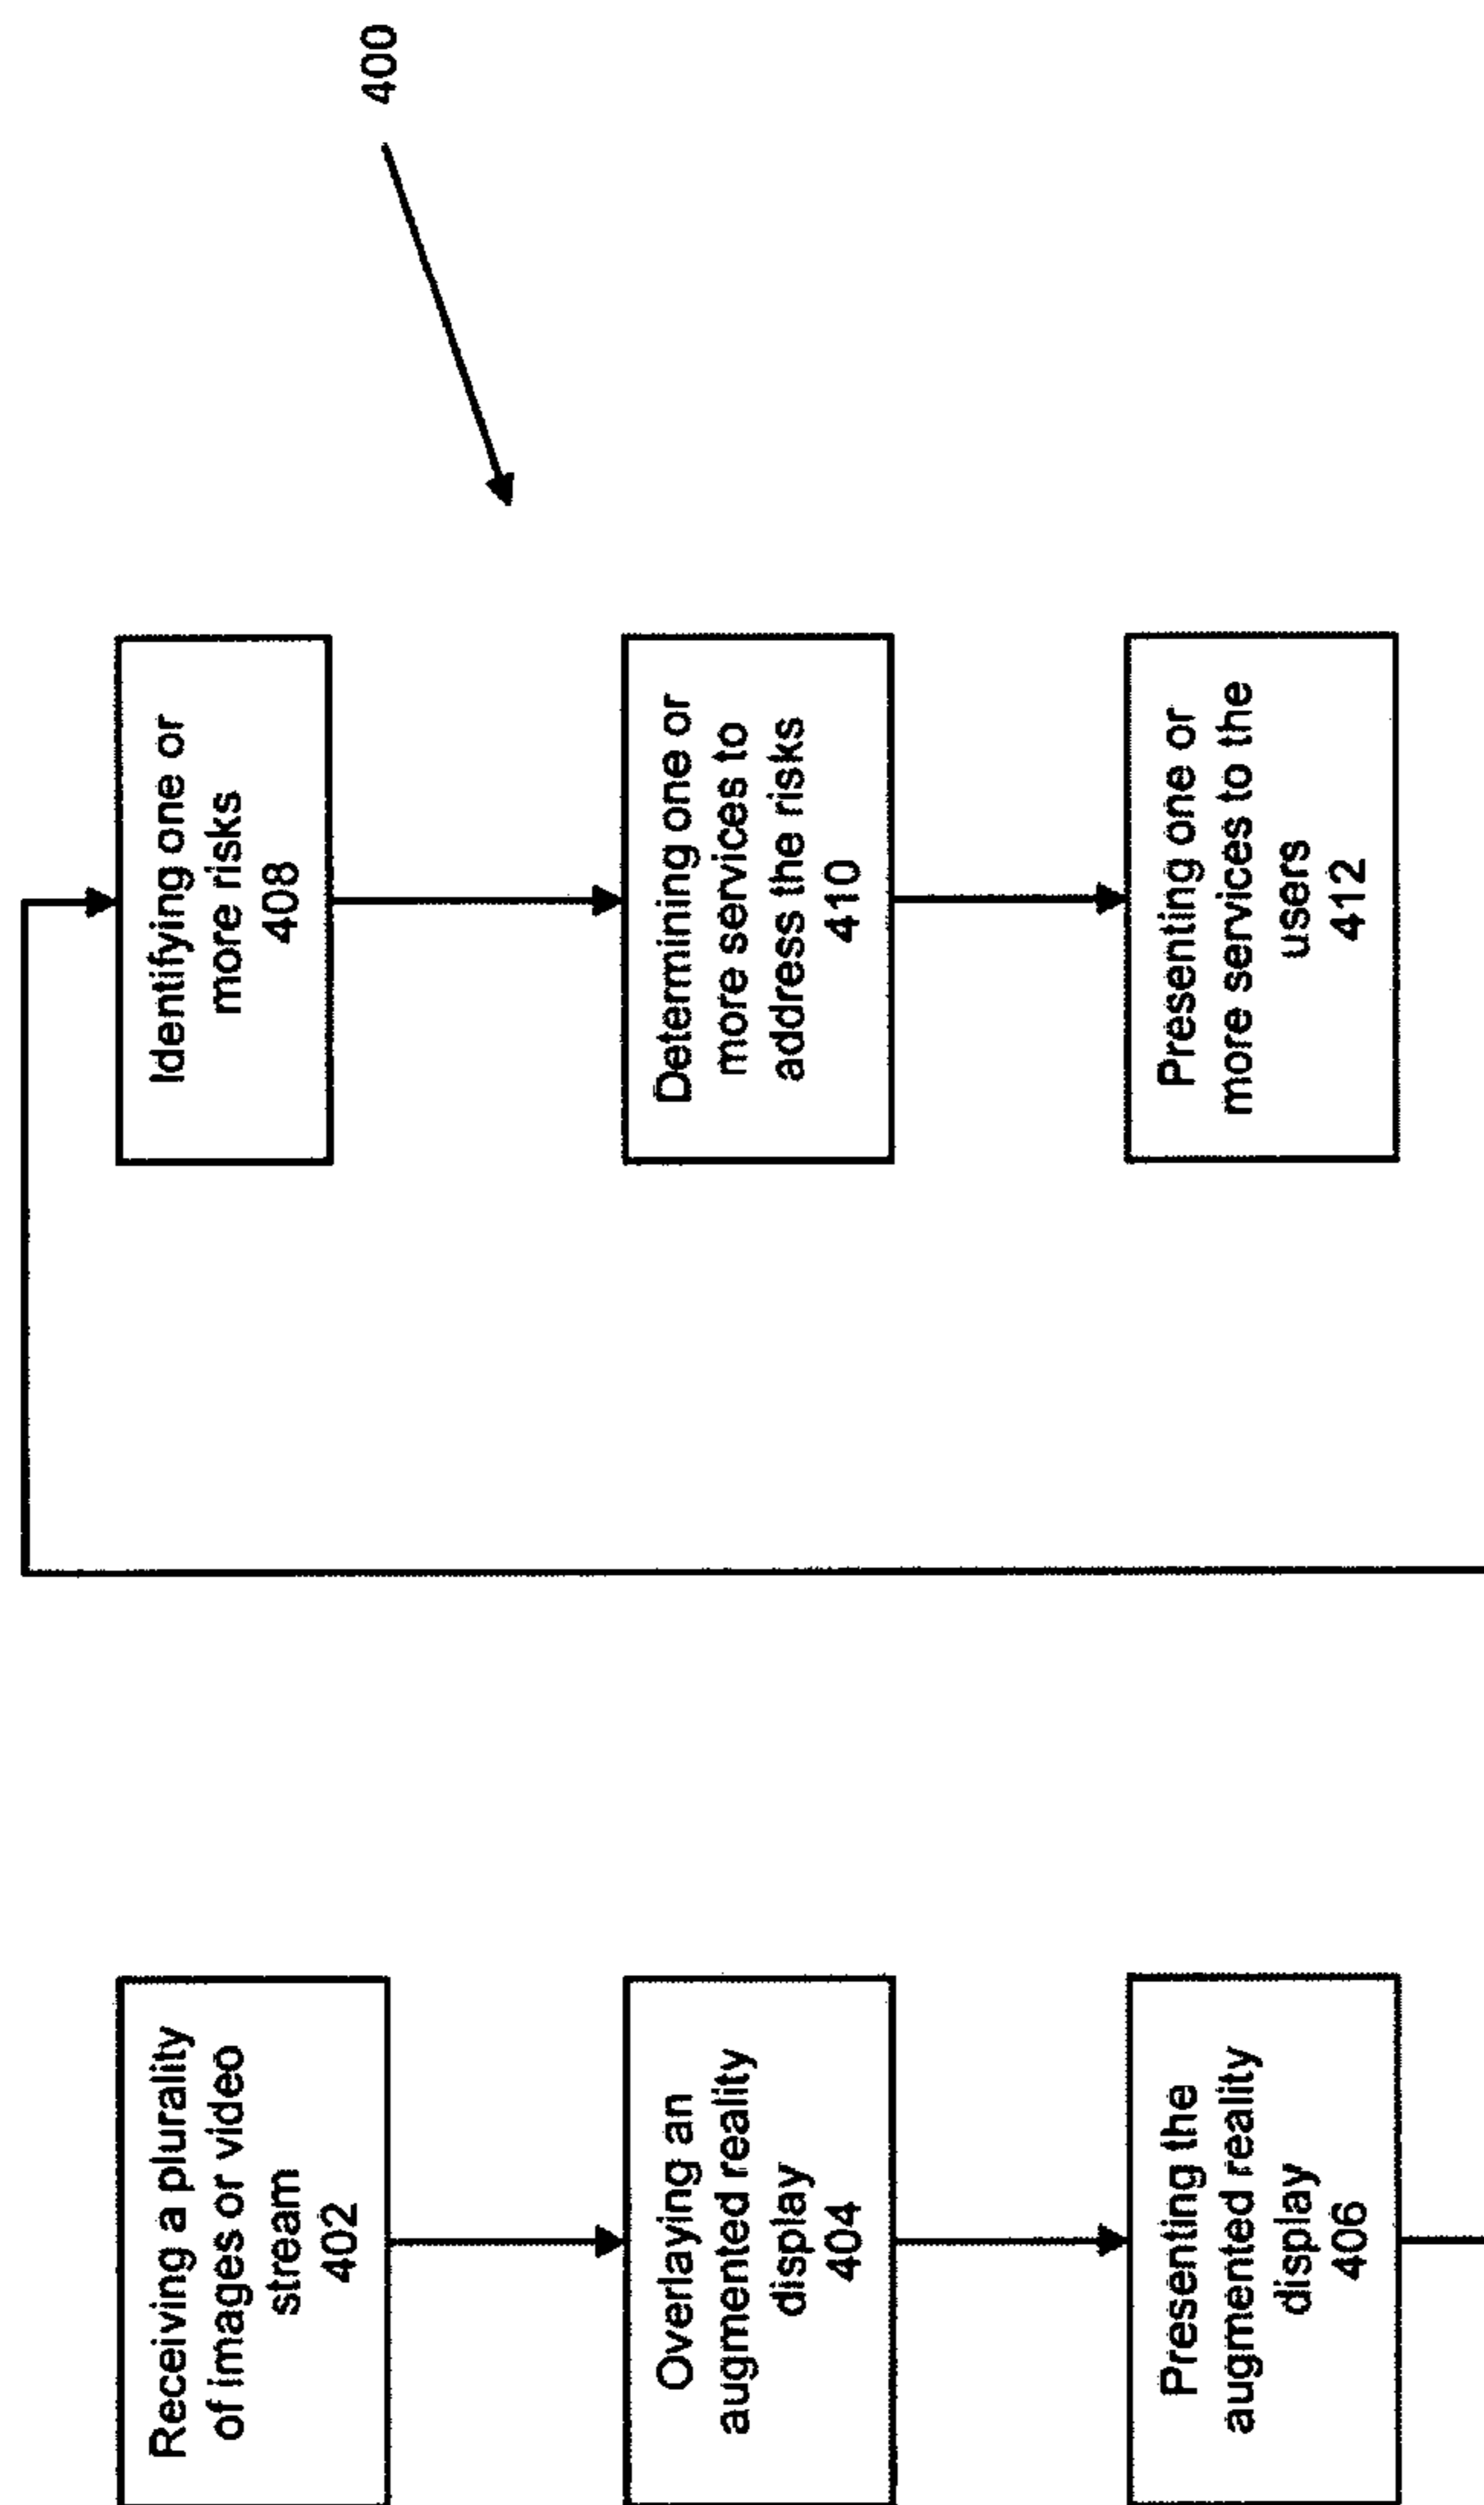 400
Receiving a plurality
of images or video
stream
402
Overlaying an
augmented reality
display
404
Presenting the
augmented reality
display
406
Identifying one or
more risks
408
Determining one or
more services to
address the risks
410
Presenting one or
more services to the
users
412